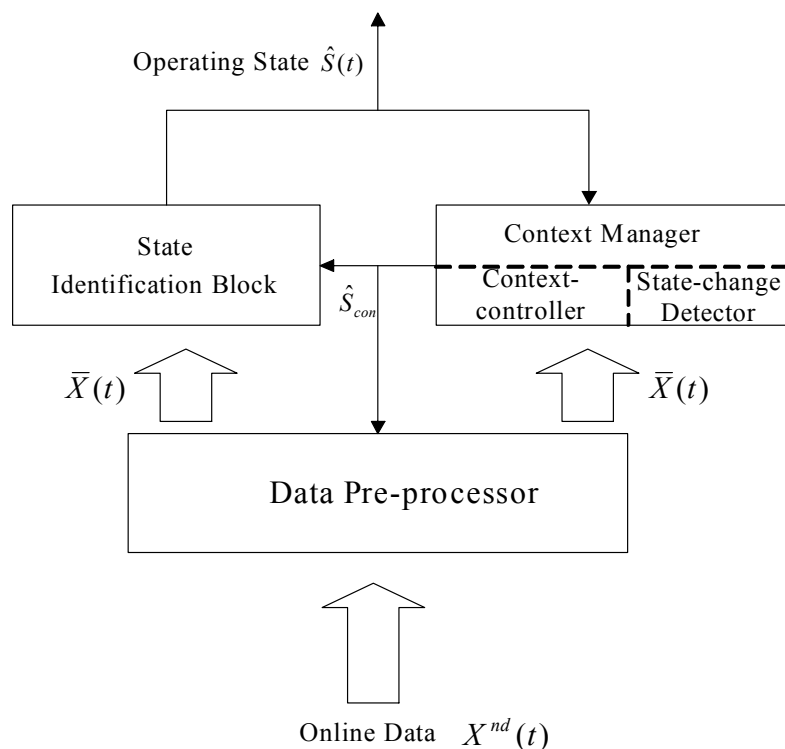 Operating State Ŝ(t)
State
Identification Block
Context Manager
Context-
controller
State-change
Detector
Ŝcon
X̅(t)
X̅(t)
Data Pre-processor
Online Data X^nd(t)